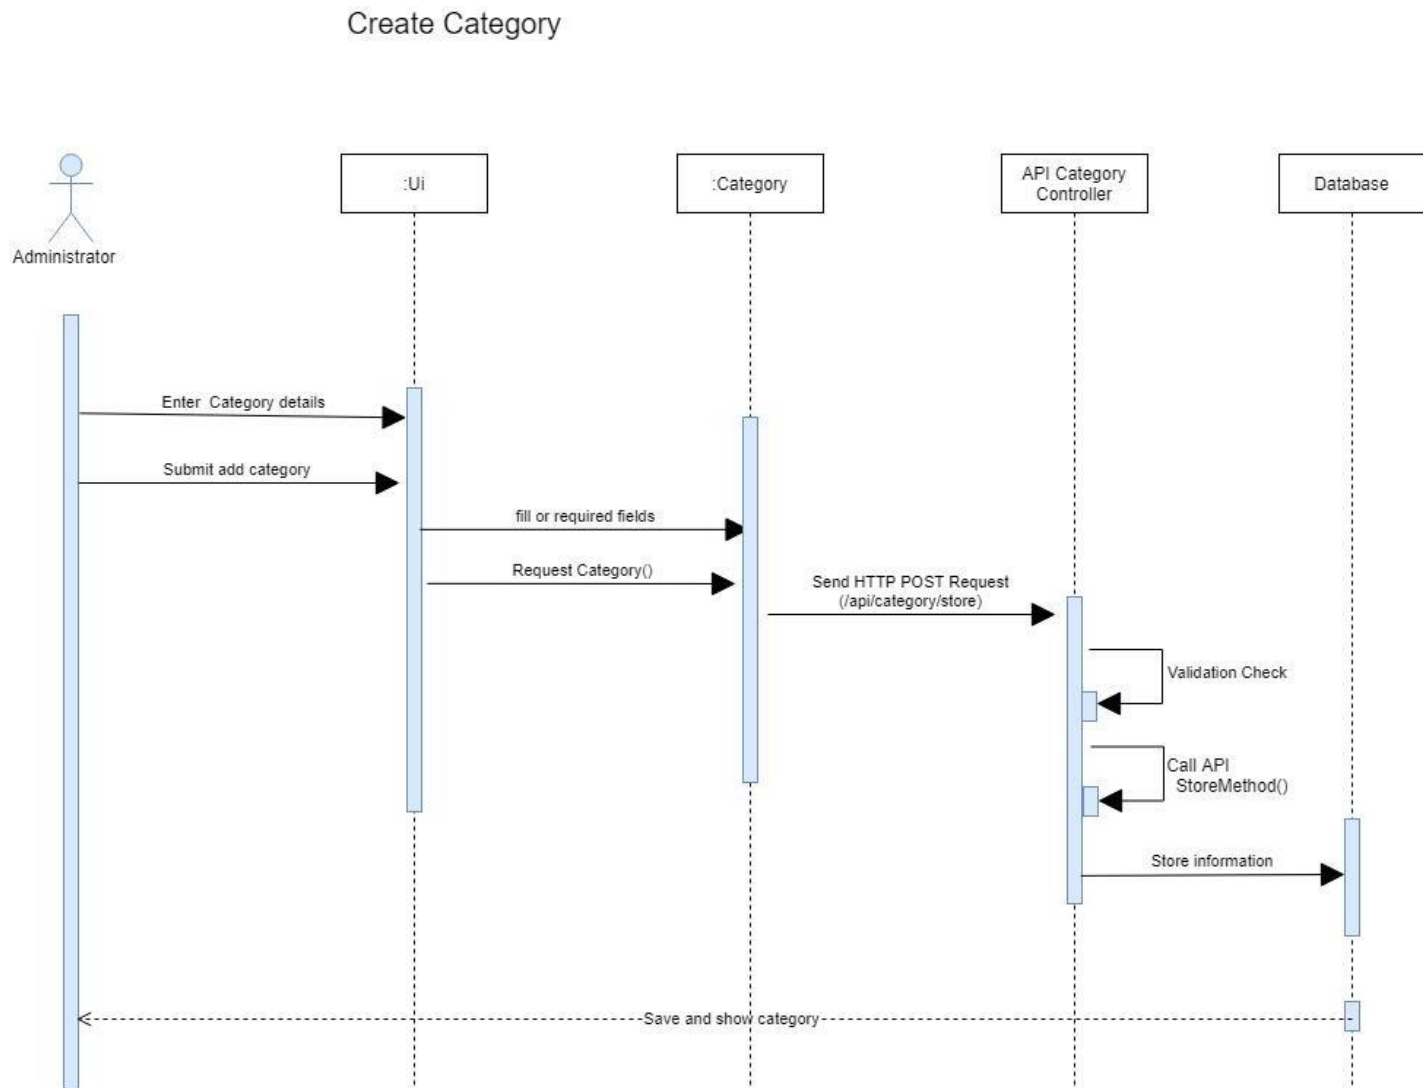 Create Category
:Ui
:Category
API Category
Controller
Database
Administrator
Enter  Category details
Submit add category
fill or required fields
Request Category()
Send HTTP POST Request
(/api/category/store)
Validation Check
Call API
StoreMethod()
Store information
Save and show category